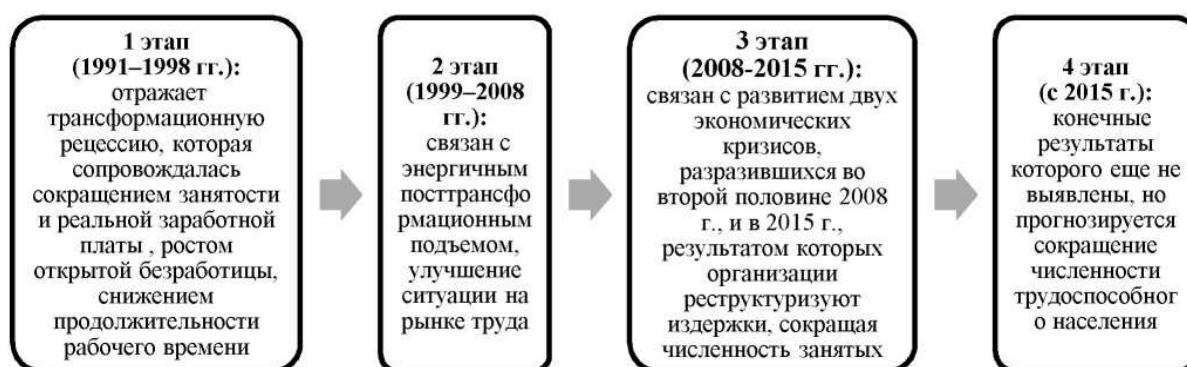 1 этап
(1991–1998 гг.):
отражает
трансформационную
рецессию, которая
сопровождалась
сокращением занятости
и реальной заработной
платы , ростом
открытой безработицы,
снижением
продолжительности
рабочего времени
2 этап
(1999–2008
гг.):
связан с
энергичным
посттрансфо
рмационным
подъемом,
улучшение
ситуации на
рынке труда
3 этап
(2008-2015 гг.):
связан с развитием двух
экономических
кризисов,
разразившихся во
второй половине 2008
г., и в 2015 г.,
результатом которых
организации
реструктуризуют
издержки, сокращая
численность занятых
4 этап
(с 2015 г.):
конечные
результаты
которого еще не
выявлены, но
прогнозируется
сокращение
численности
трудоспособног
о населения